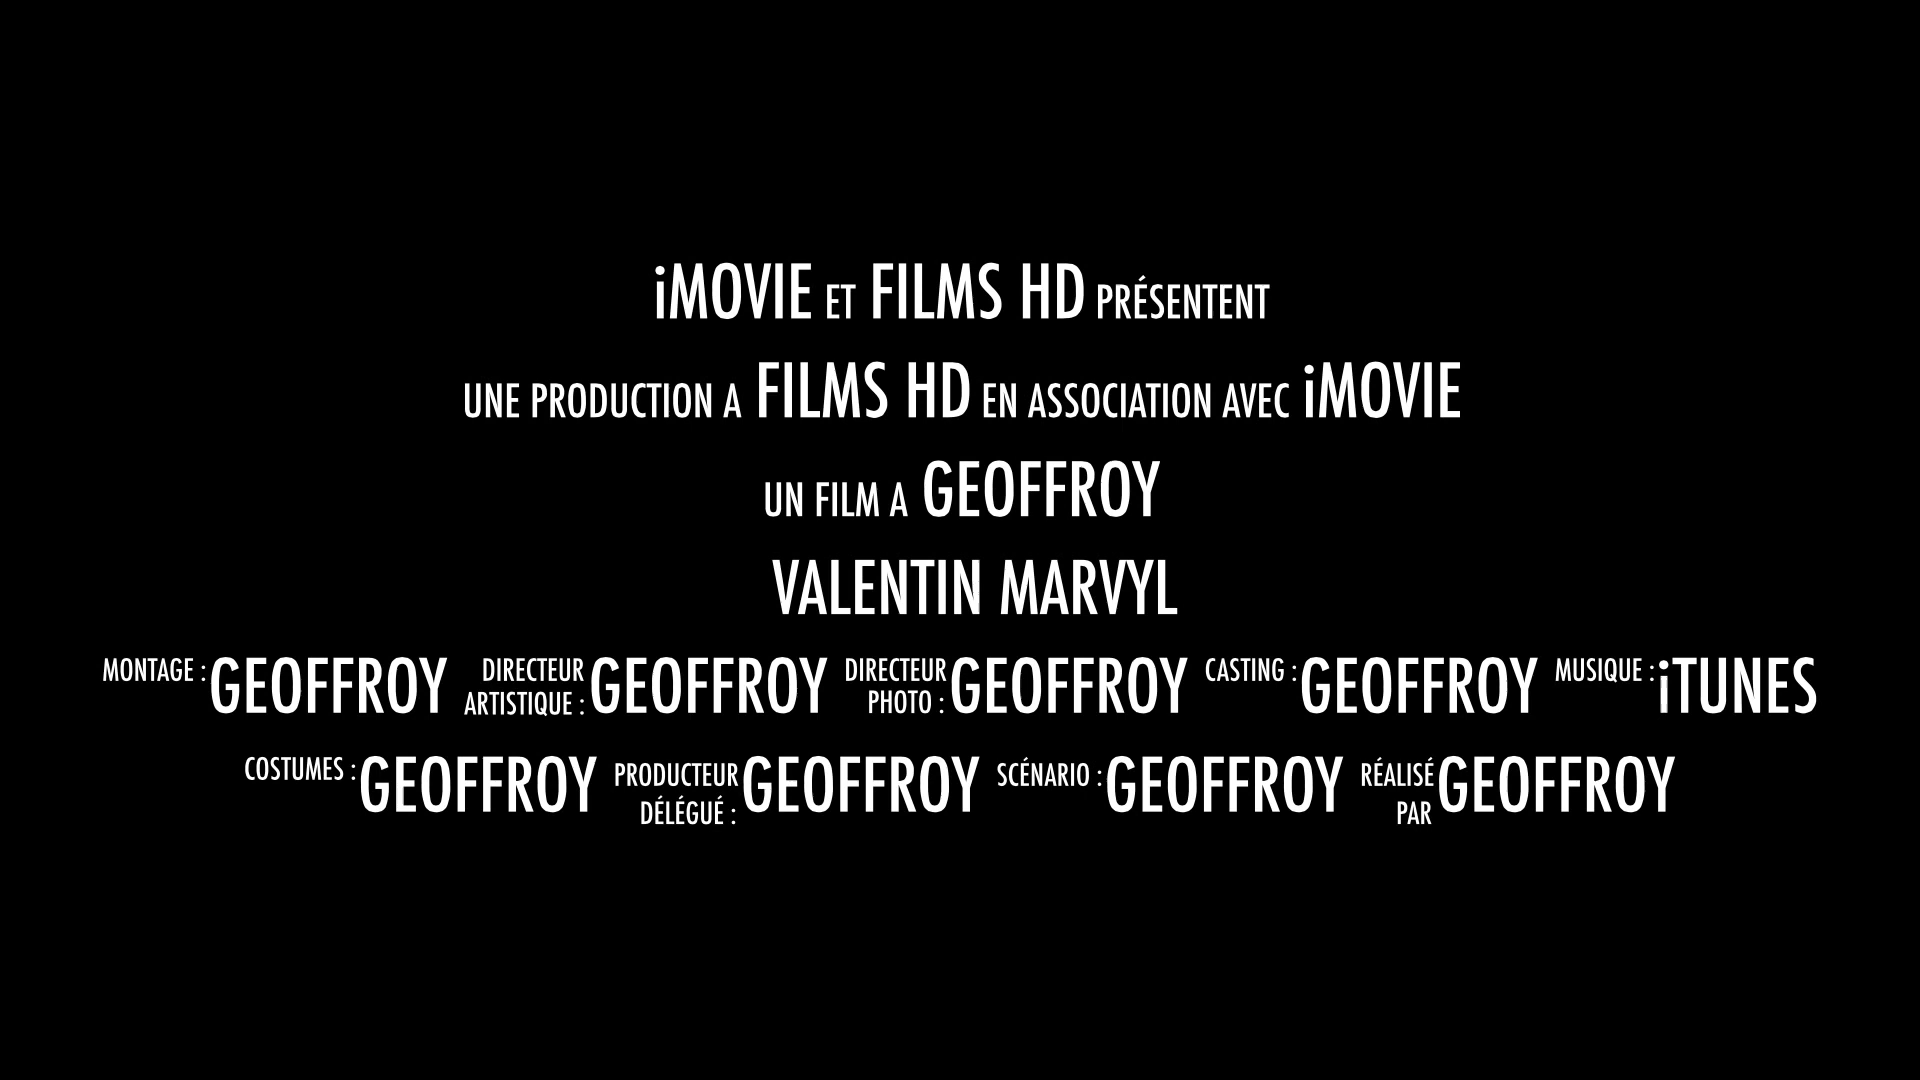 iMOVIE ET FILMS HD PRÉSENTENT
UNE PRODUCTION A FILMS HD EN ASSOCIATION AVEC iMOVIE
UN FILM A GEOFFROY
VALENTIN MARVYL
MONTAGE : GEOFFROY DIRECTEUR ARTISTIQUE : GEOFFROY DIRECTEUR PHOTO : GEOFFROY CASTING : GEOFFROY MUSIQUE : iTUNES
COSTUMES : GEOFFROY PRODUCTEUR DÉLÉGUÉ : GEOFFROY SCÉNARIO : GEOFFROY RÉALISÉ PAR GEOFFROY